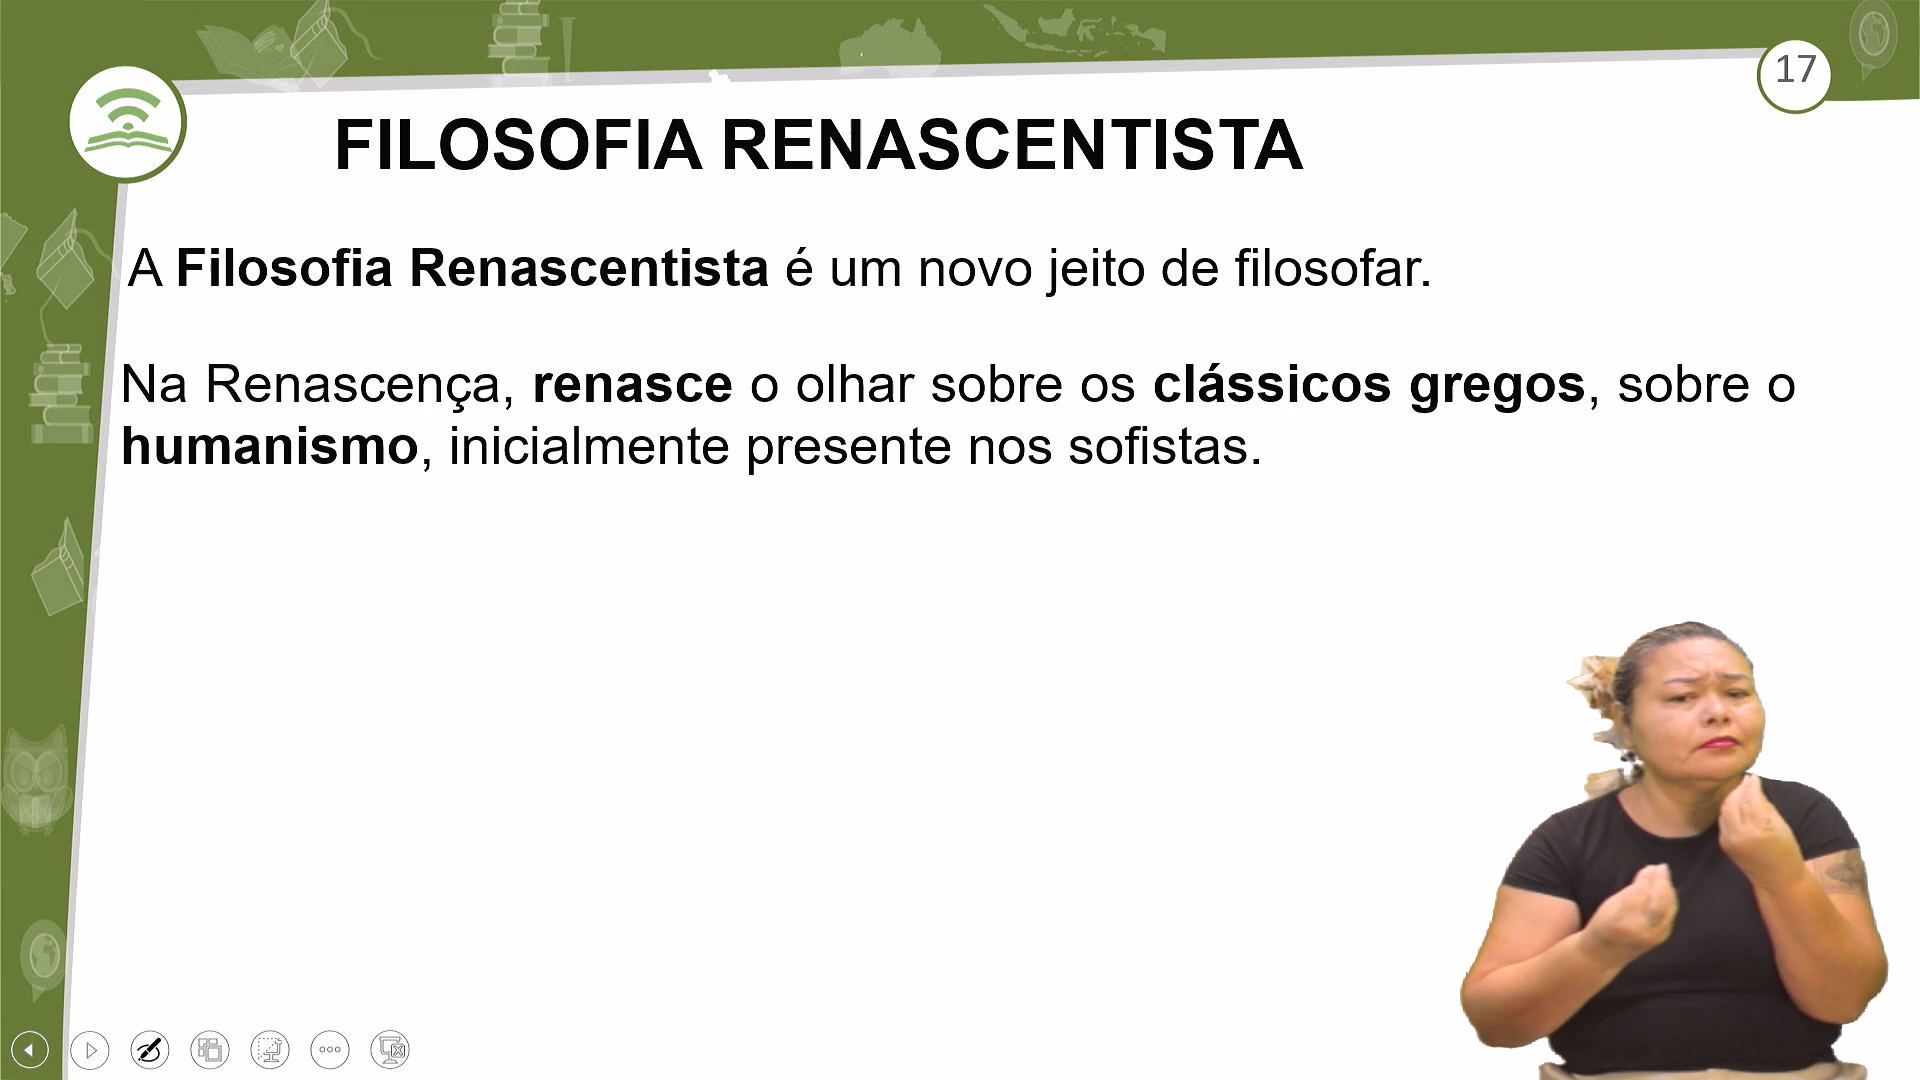 17
FILOSOFIA RENASCENTISTA
A Filosofia Renascentista é um novo jeito de filosofar.
Na Renascença, renasce o olhar sobre os clássicos gregos, sobre o
humanismo, inicialmente presente nos sofistas.